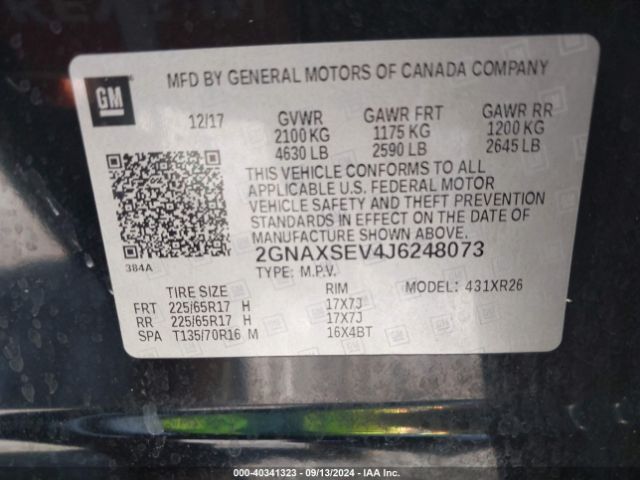 GM
MFD BY GENERAL MOTORS OF CANADA COMPANY
12/17 GVWR GAWR FRT GAWR RR
2100 KG 1175 KG 1200 KG
4630 LB 2590 LB 2645 LB
THIS VEHICLE CONFORMS TO ALL
APPLICABLE U.S. FEDERAL MOTOR
VEHICLE SAFETY AND THEFT PREVENTION
STANDARDS IN EFFECT ON THE DATE OF
MANUFACTURE SHOWN ABOVE.
384A
2GNAXSEV4J6248073
TYPE: M.P.V. MODEL: 431XR26
TIRE SIZE RIM
FRT 225/65R17 H 17X7J
RR 225/65R17 H 17X7J
SPA T135/70R16 M 16X4BT
000-40341323 - 09/13/2024 - IAA Inc.